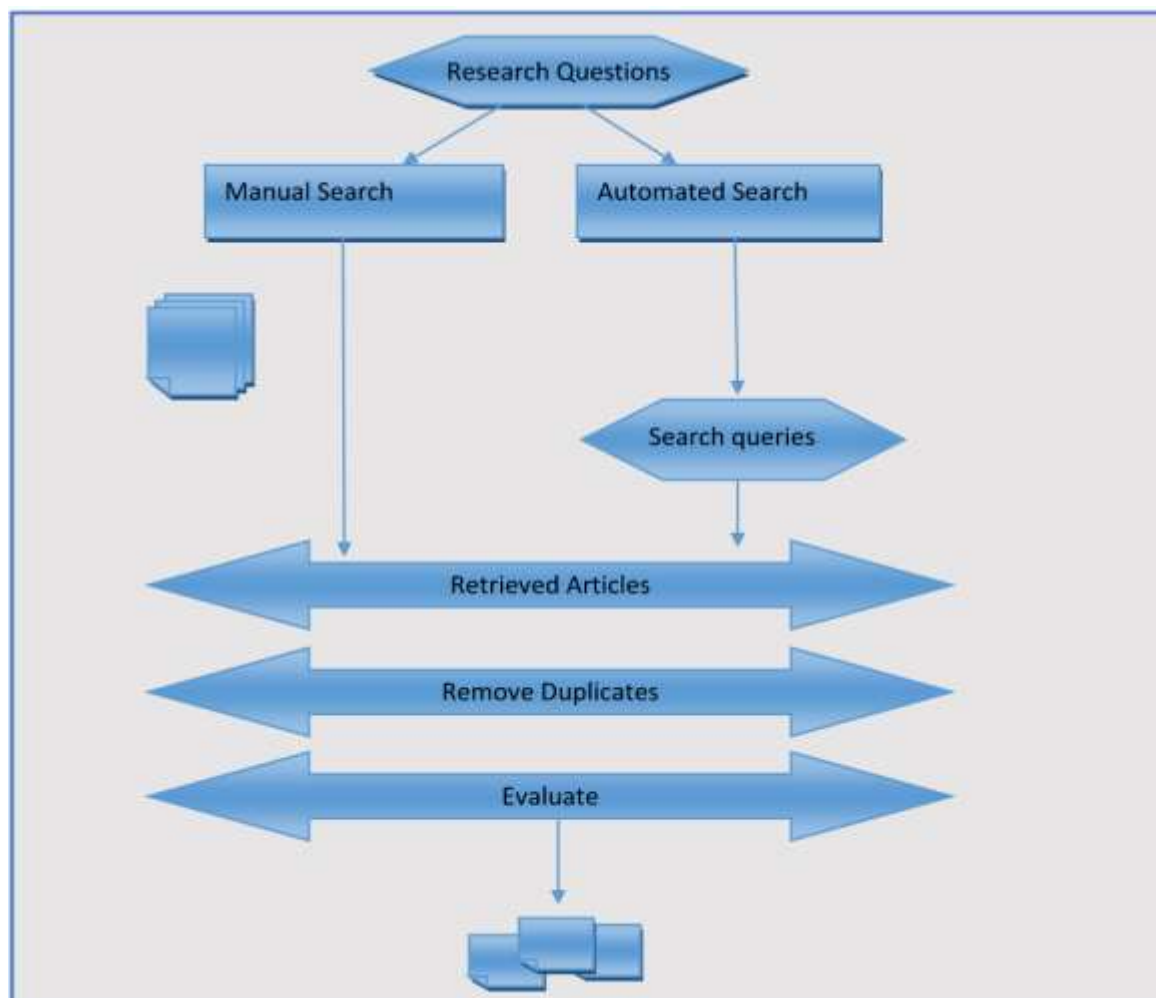 Research Questions
Manual Search
Automated Search
Search queries
Retrieved Articles
Remove Duplicates
Evaluate